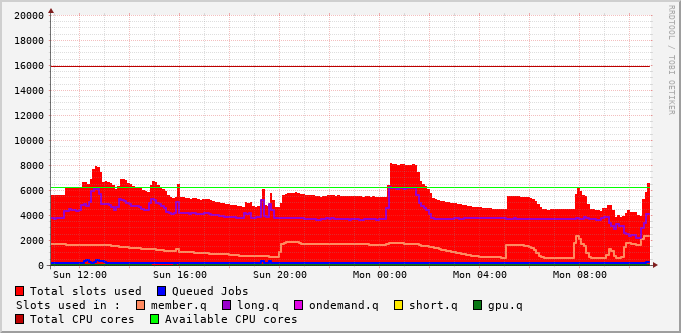 20000
18000
16000
14000
12000
10000
8000
6000
4000
2000
0
Sun 12:00 Sun 16:00 Sun 20:00 Mon 00:00 Mon 04:00 Mon 08:00
Total slots used Queued Jobs
Slots used in : member.q long.q ondemand.q short.q gpu.q
Total CPU cores Available CPU cores
RRDTOOL / TOBI OETIKER